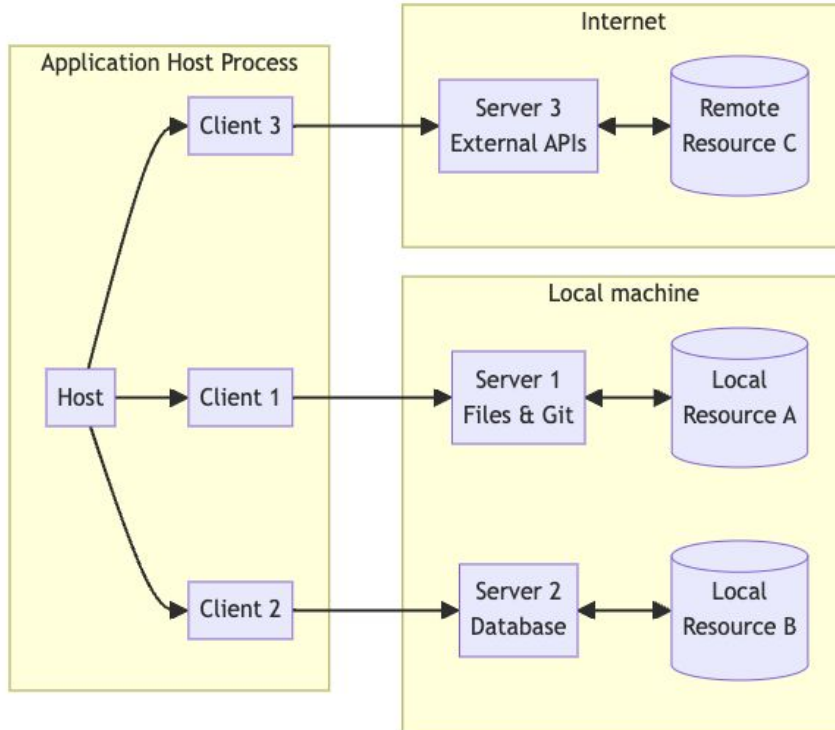 Application Host Process
Host
Client 3
Client 1
Client 2
Internet
Server 3
External APIs
Remote
Resource C
Local machine
Server 1
Files & Git
Local
Resource A
Server 2
Database
Local
Resource B